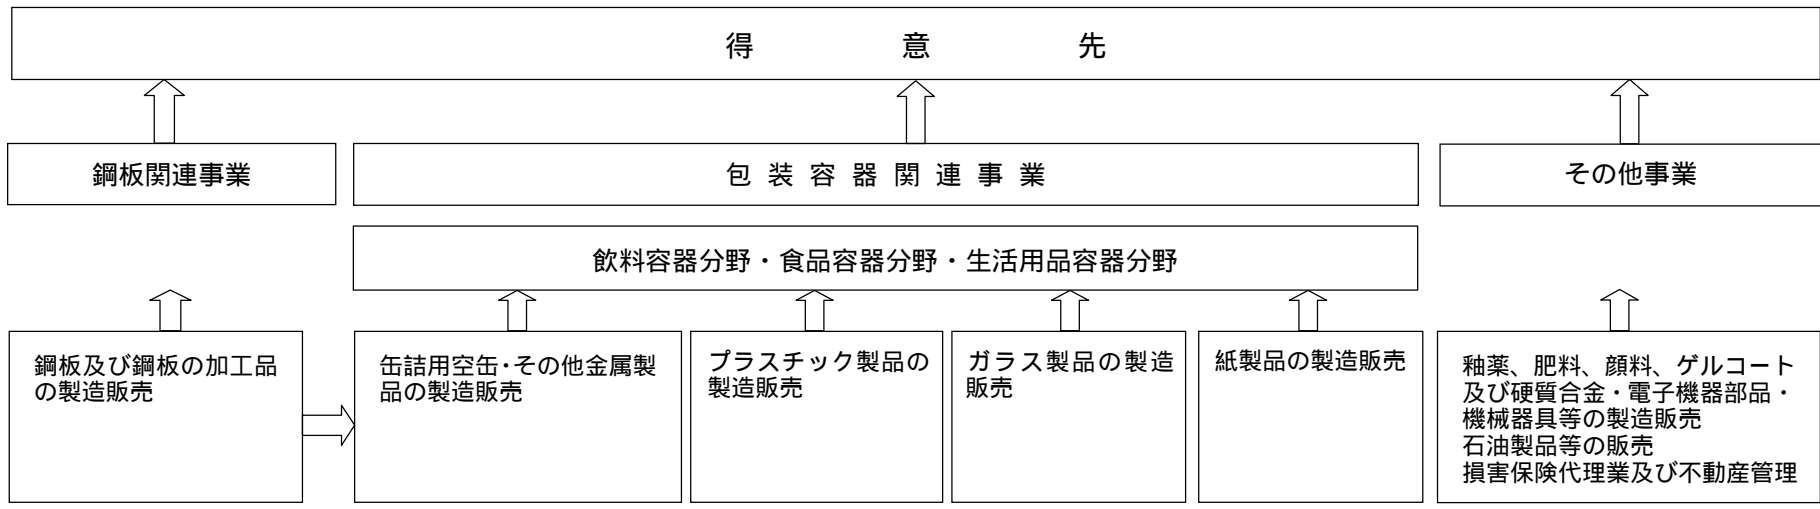 得意先
鋼板関連事業
包装容器関連事業
その他事業
飲料容器分野・食品容器分野・生活用品容器分野
鋼板及び鋼板の加工品
の製造販売
缶詰用空缶・その他金属製
品の製造販売
プラスチック製品の
製造販売
ガラス製品の製造
販売
紙製品の製造販売
釉薬、肥料、顔料、ゲルコート
及び硬質合金・電子機器部品・
機械器具等の製造販売
石油製品等の販売
損害保険代理業及び不動産管理